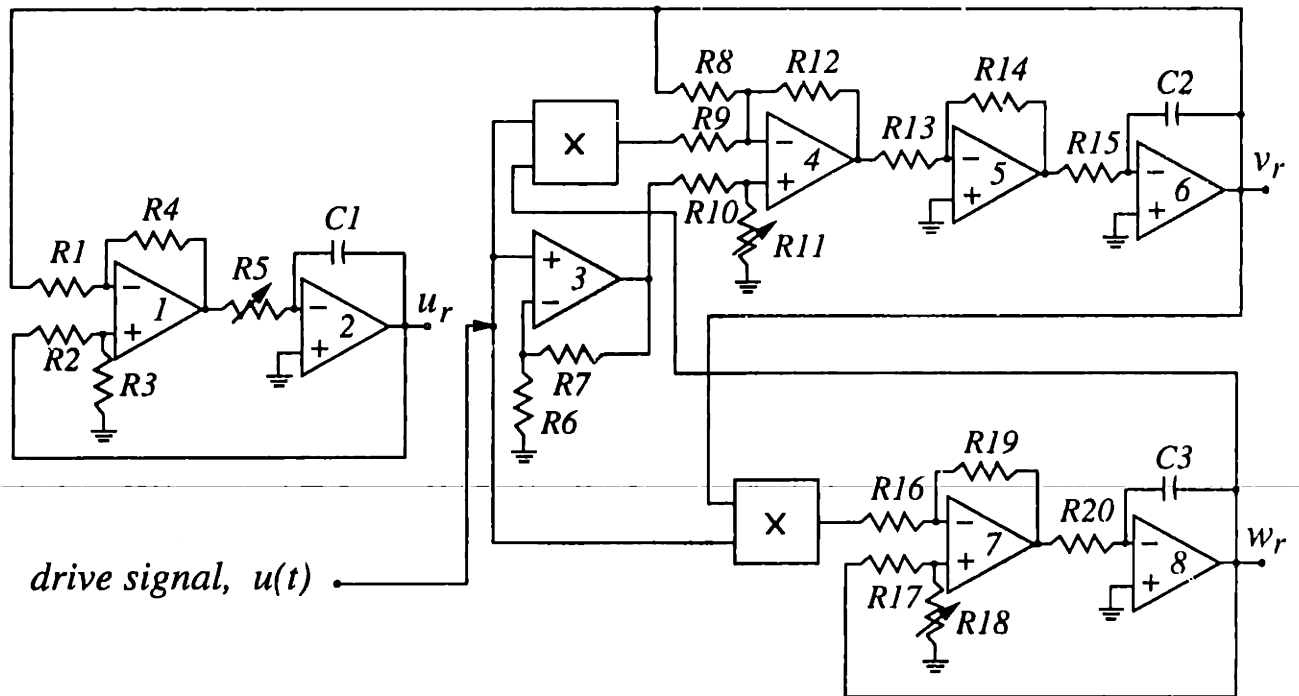 R8
R12
R14
C2
X
R9
4
R13
5
R15
6
v_r
R10
R11
R4
C1
R1
1
R5
2
u_r
R2
R3
3
R7
R6
R19
C3
X
R16
7
R20
8
w_r
R17
R18
drive signal, u(t)